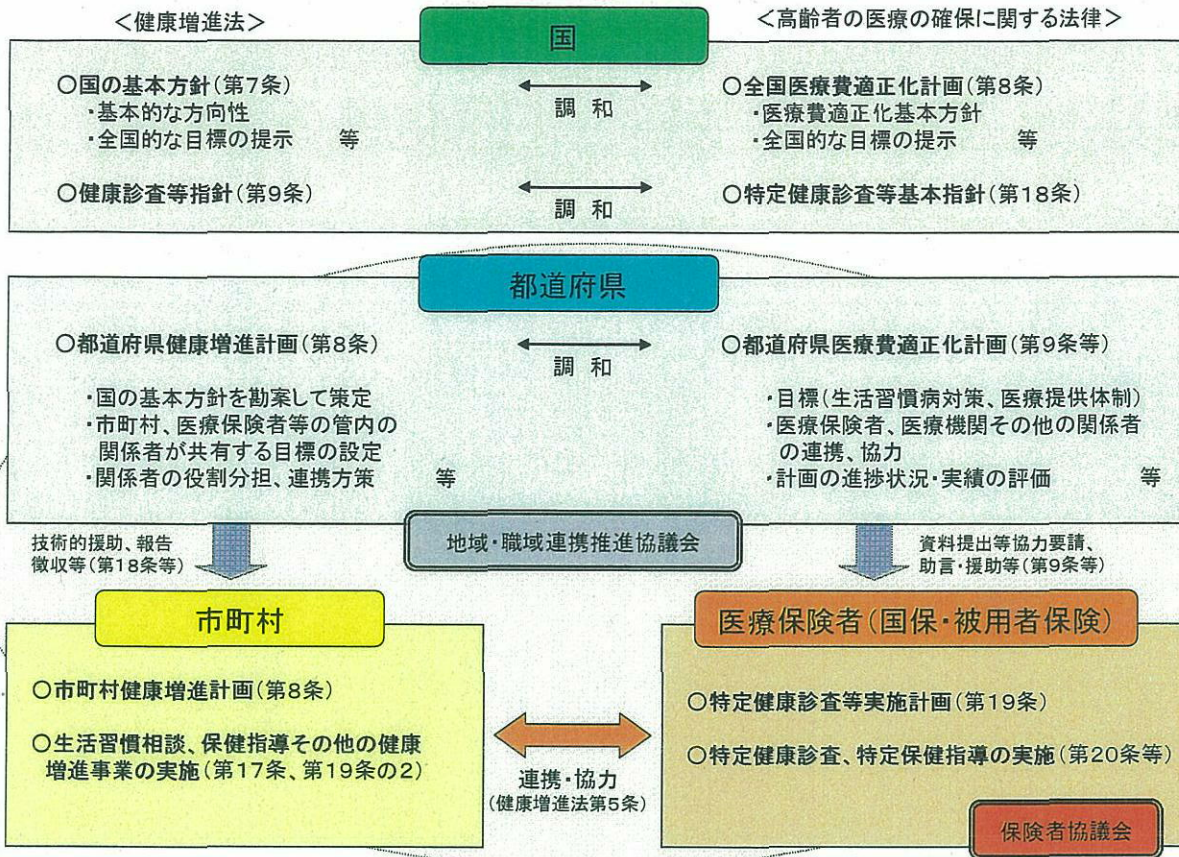 ＜健康増進法＞
＜高齢者の医療の確保に関する法律＞
国
○国の基本方針(第7条)
・基本的な方向性
・全国的な目標の提示　等
調　和
○全国医療費適正化計画(第8条)
・医療費適正化基本方針
・全国的な目標の提示　等
○健康診査等指針(第9条)
調　和
○特定健康診査等基本指針(第18条)
都道府県
○都道府県健康増進計画(第8条)
調　和
○都道府県医療費適正化計画(第9条等)
・国の基本方針を勘案して策定
・市町村、医療保険者等の管内の
関係者が共有する目標の設定
・関係者の役割分担、連携方策　等
・目標(生活習慣病対策、医療提供体制)
・医療保険者、医療機関その他の関係者
の連携、協力
・計画の進捗状況・実績の評価　等
地域・職域連携推進協議会
技術的援助、報告
徴収等(第18条等)
資料提出等協力要請、
助言・援助等(第9条等)
市町村
○市町村健康増進計画(第8条)
○生活習慣相談、保健指導その他の健康
増進事業の実施(第17条、第19条の2)
連携・協力
(健康増進法第5条)
医療保険者(国保・被用者保険)
○特定健康診査等実施計画(第19条)
○特定健康診査、特定保健指導の実施(第20条等)
保険者協議会